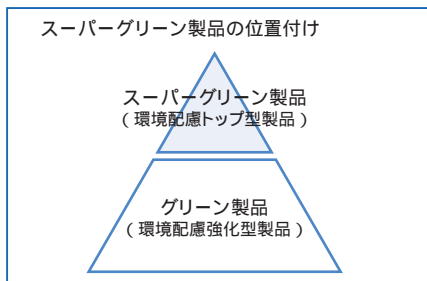 スーパーグリーン製品の位置付け
スーパーグリーン製品
(環境配慮トップ型製品)
グリーン製品
(環境配慮強化型製品)